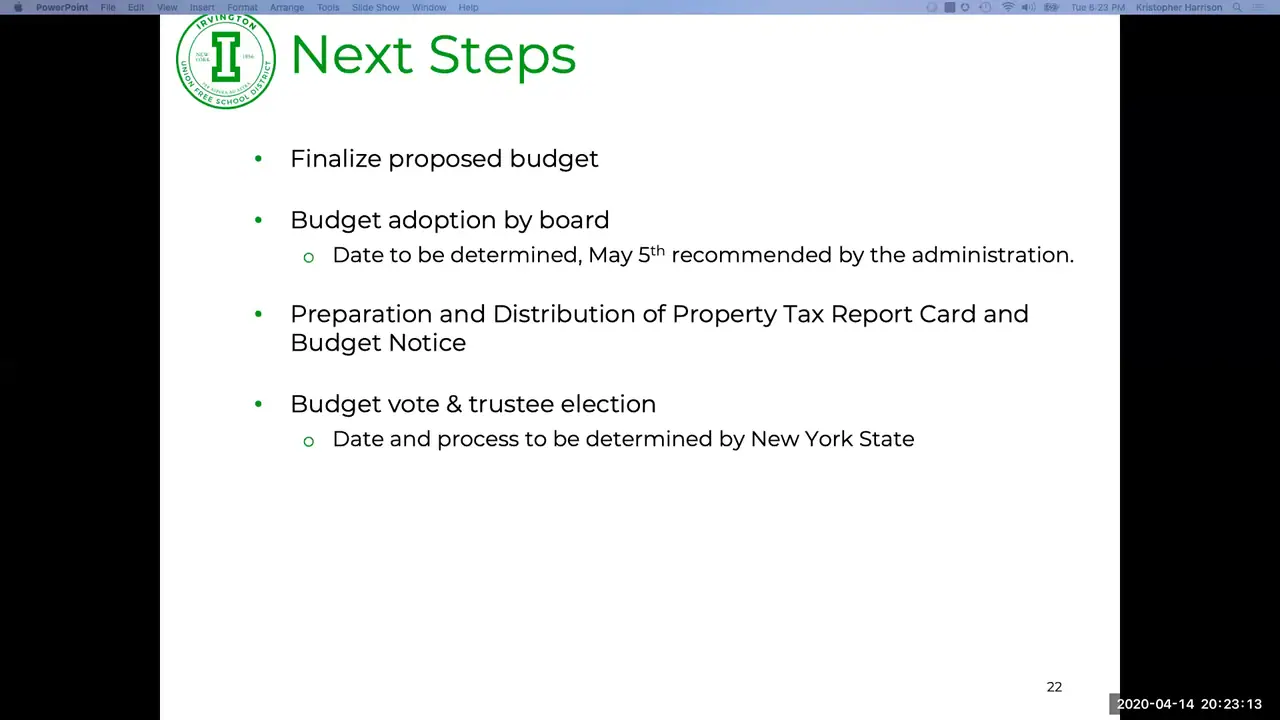 PowerPoint File Edit View Insert Format Arrange Tools Slide Show Window Help Tue 8:23 PM Kristopher Harrison
IRVINGTON
NEW YORK 1956
UNION FREE SCHOOL DISTRICT
Next Steps
• Finalize proposed budget
• Budget adoption by board
o Date to be determined, May 5th recommended by the administration.
• Preparation and Distribution of Property Tax Report Card and
Budget Notice
• Budget vote & trustee election
o Date and process to be determined by New York State
22
2020-04-14 20:23:13